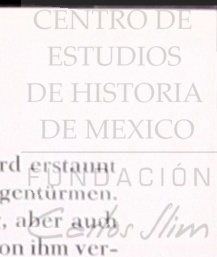 CENTRO DE
ESTUDIOS
DE HISTORIA
DE MEXICO
rd erstaunt
FUNDACIÓN
gentürmen.
, aber auch
Carlos Slim
on ihm ver-